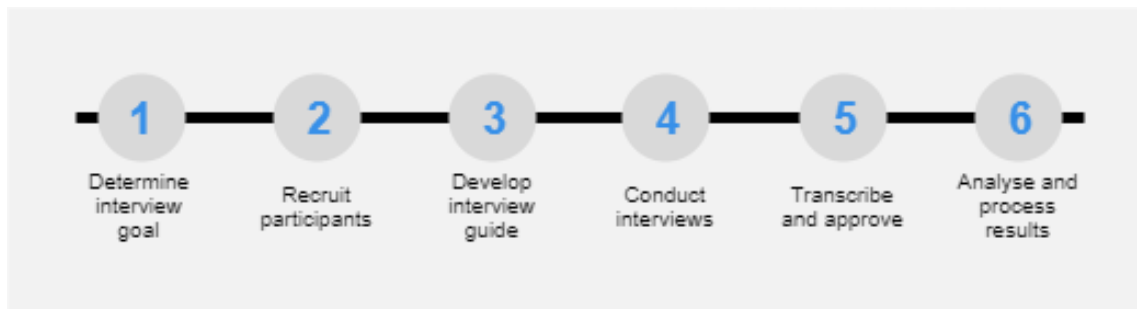 1
Determine
interview
goal
2
Recruit
participants
3
Develop
interview
guide
4
Conduct
interviews
5
Transcribe
and approve
6
Analyse and
process
results